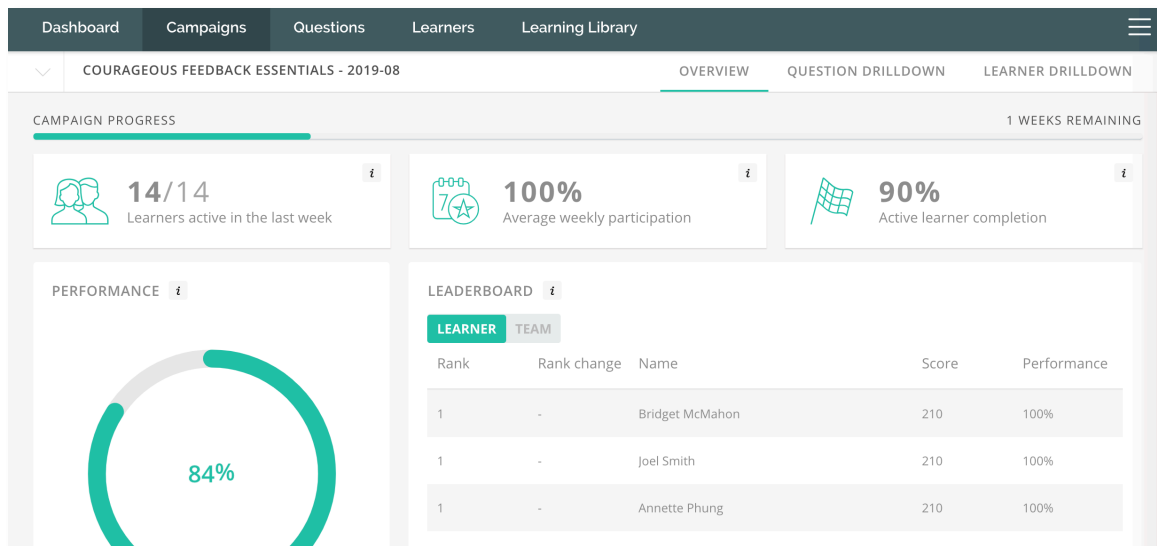 Dashboard Campaigns Questions Learners Learning Library
COURAGEOUS FEEDBACK ESSENTIALS - 2019-08 OVERVIEW QUESTION DRILLDOWN LEARNER DRILLDOWN
CAMPAIGN PROGRESS 1 WEEKS REMAINING
i
14/14
Learners active in the last week
i
7
100%
Average weekly participation
i
90%
Active learner completion
PERFORMANCE i
84%
LEADERBOARD i
LEARNER TEAM
Rank Rank change Name Score Performance
1 - Bridget McMahon 210 100%
1 - Joel Smith 210 100%
1 - Annette Phung 210 100%